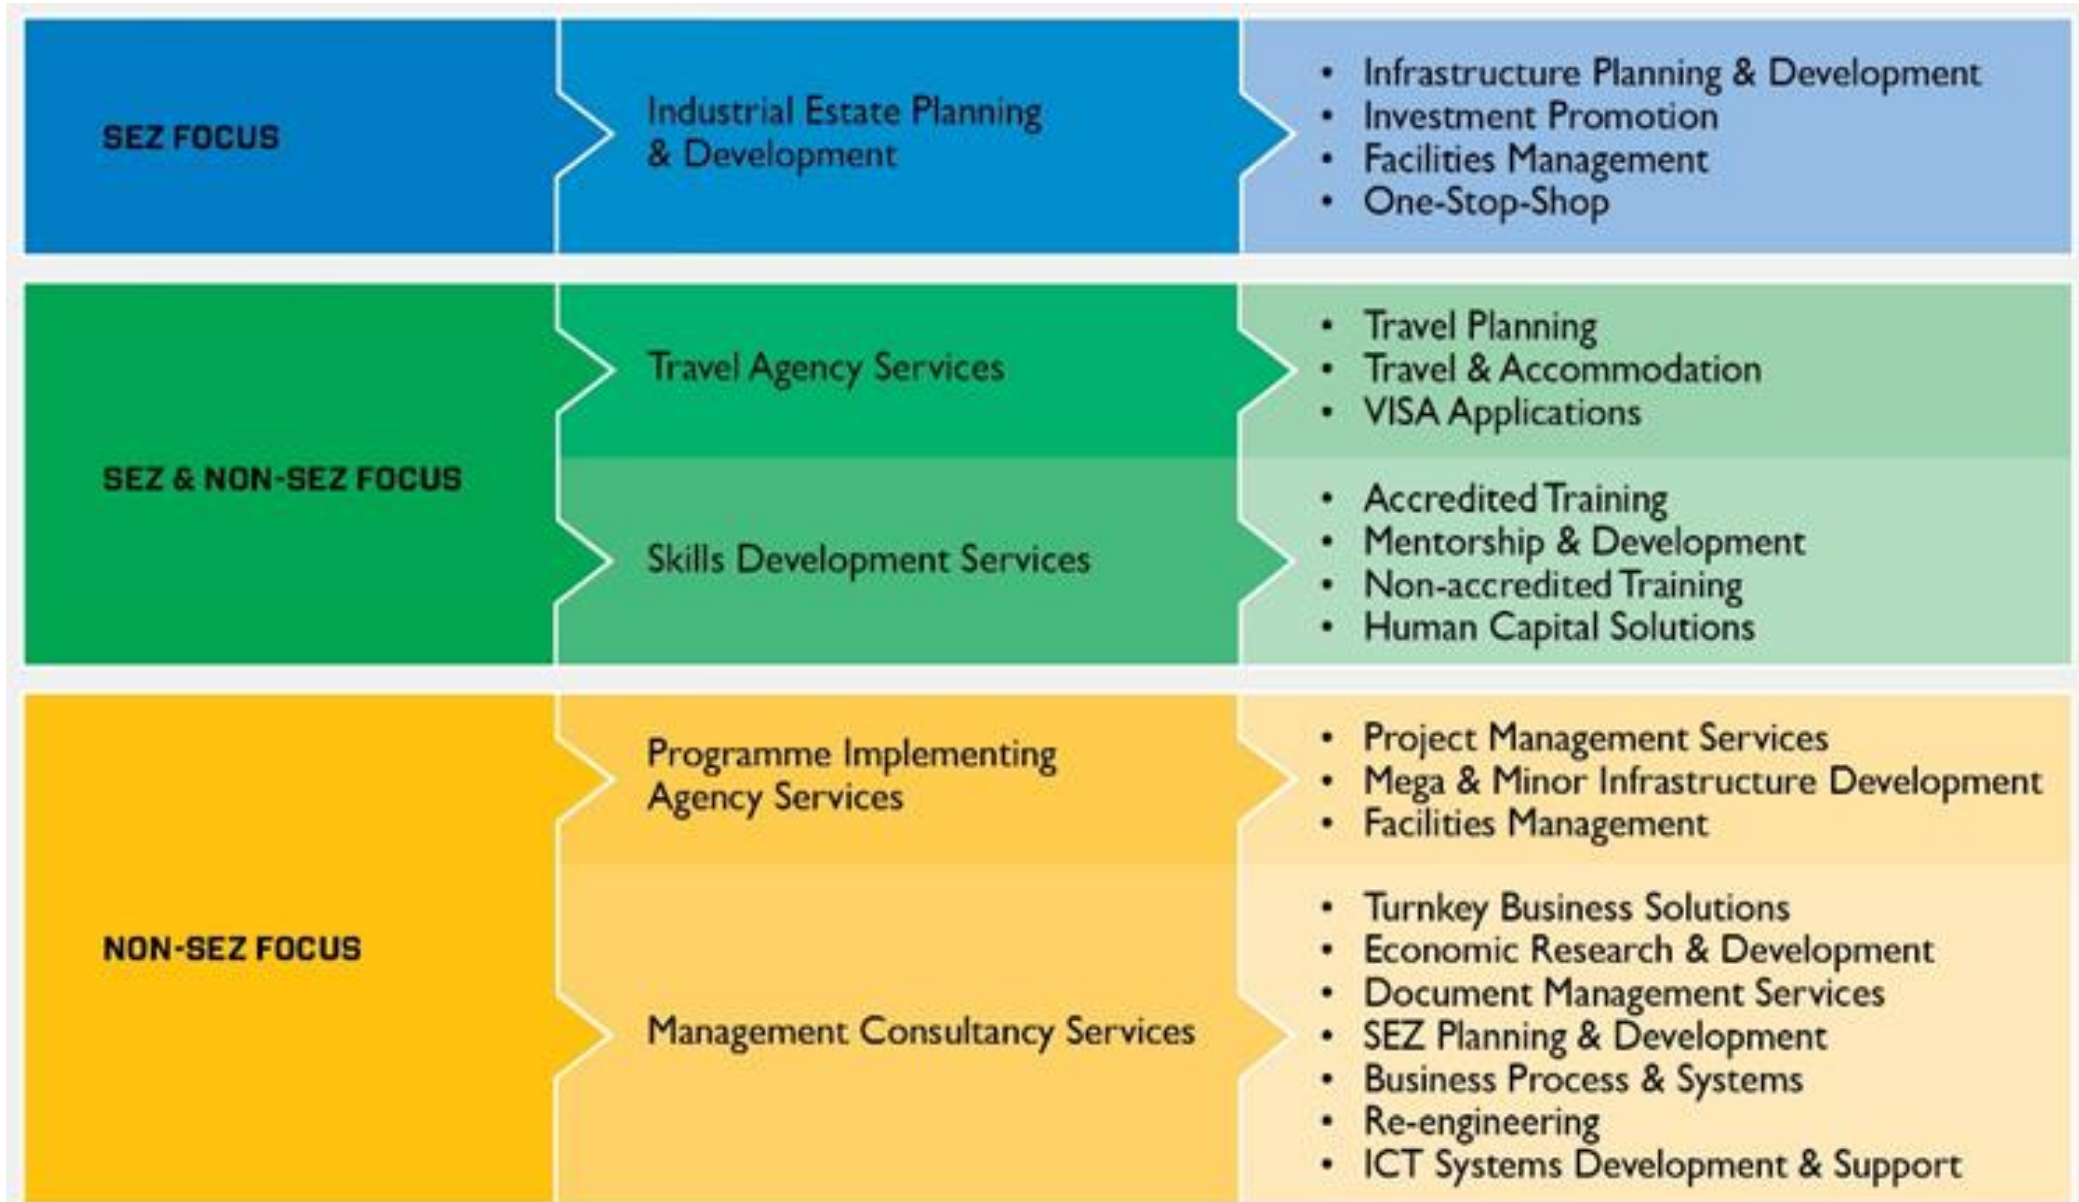 SEZ FOCUS
Industrial Estate Planning
& Development
• Infrastructure Planning & Development
• Investment Promotion
• Facilities Management
• One-Stop-Shop
SEZ & NON-SEZ FOCUS
Travel Agency Services
• Travel Planning
• Travel & Accommodation
• VISA Applications
Skills Development Services
• Accredited Training
• Mentorship & Development
• Non-accredited Training
• Human Capital Solutions
NON-SEZ FOCUS
Programme Implementing
Agency Services
• Project Management Services
• Mega & Minor Infrastructure Development
• Facilities Management
Management Consultancy Services
• Turnkey Business Solutions
• Economic Research & Development
• Document Management Services
• SEZ Planning & Development
• Business Process & Systems
• Re-engineering
• ICT Systems Development & Support